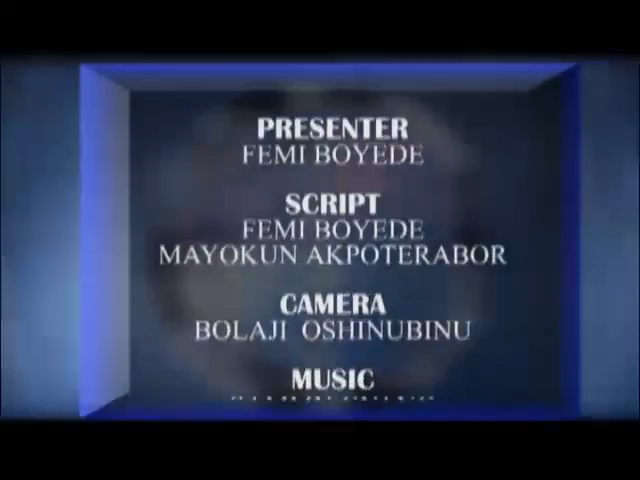 PRESENTER
FEMI BOYEDE
SCRIPT
FEMI BOYEDE
MAYOKUN AKPOTERABOR
CAMERA
BOLAJI OSHINUBINU
MUSIC